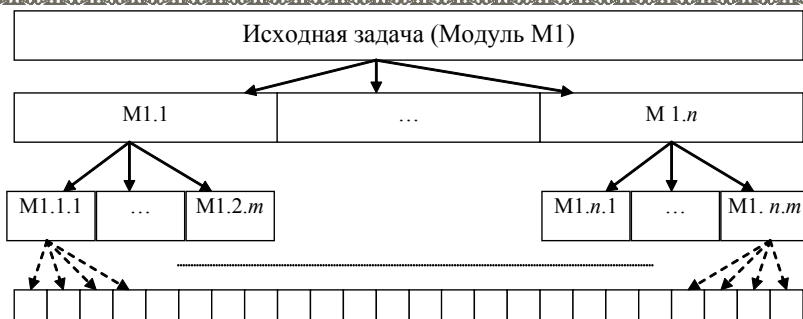 Исходная задача (Модуль М1)
М1.1 … М 1.n
М1.1.1 … М1.2.m М1.n.1 … М1. n.m